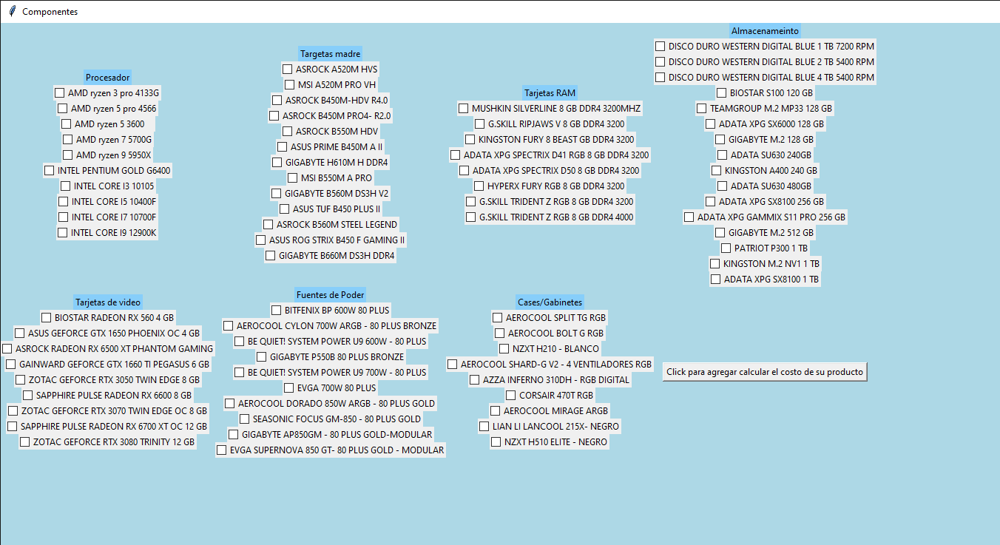 Componentes
Procesador
AMD ryzen 3 pro 4133G
AMD ryzen 5 pro 4566
AMD ryzen 5 3600
AMD ryzen 7 5700G
AMD ryzen 9 5950X
INTEL PENTIUM GOLD G6400
INTEL CORE I3 10105
INTEL CORE I5 10400F
INTEL CORE I7 10700F
INTEL CORE I9 12900K
Targetas madre
ASROCK A520M HVS
MSI A520M PRO VH
ASROCK B450M-HDV R4.0
ASROCK B450M PRO4- R2.0
ASROCK B550M HDV
ASUS PRIME B450M A II
GIGABYTE H610M H DDR4
MSI B550M A PRO
GIGABYTE B560M DS3H V2
ASUS TUF B450 PLUS II
ASROCK B560M STEEL LEGEND
ASUS ROG STRIX B450 F GAMING II
GIGABYTE B660M DS3H DDR4
Tarjetas RAM
MUSHKIN SILVERLINE 8 GB DDR4 3200MHZ
G.SKILL RIPJAWS V 8 GB DDR4 3200
KINGSTON FURY 8 BEAST GB DDR4 3200
ADATA XPG SPECTRIX D41 RGB 8 GB DDR4 3200
ADATA XPG SPECTRIX D50 8 GB DDR4 3200
HYPERX FURY RGB 8 GB DDR4 3200
G.SKILL TRIDENT Z RGB 8 GB DDR4 3200
G.SKILL TRIDENT Z RGB 8 GB DDR4 4000
Almacenameinto
DISCO DURO WESTERN DIGITAL BLUE 1 TB 7200 RPM
DISCO DURO WESTERN DIGITAL BLUE 2 TB 5400 RPM
DISCO DURO WESTERN DIGITAL BLUE 4 TB 5400 RPM
BIOSTAR S100 120 GB
TEAMGROUP M.2 MP33 128 GB
ADATA XPG SX6000 128 GB
GIGABYTE M.2 128 GB
ADATA SU630 240GB
KINGSTON A400 240 GB
ADATA SU630 480GB
ADATA XPG SX8100 256 GB
ADATA XPG GAMMIX S11 PRO 256 GB
GIGABYTE M.2 512 GB
PATRIOT P300 1 TB
KINGSTON M.2 NV1 1 TB
ADATA XPG SX8100 1 TB
Tarjetas de video
BIOSTAR RADEON RX 560 4 GB
ASUS GEFORCE GTX 1650 PHOENIX OC 4 GB
ASROCK RADEON RX 6500 XT PHANTOM GAMING
GAINWARD GEFORCE GTX 1660 TI PEGASUS 6 GB
ZOTAC GEFORCE RTX 3050 TWIN EDGE 8 GB
SAPPHIRE PULSE RADEON RX 6600 8 GB
ZOTAC GEFORCE RTX 3070 TWIN EDGE OC 8 GB
SAPPHIRE PULSE RADEON RX 6700 XT OC 12 GB
ZOTAC GEFORCE RTX 3080 TRINITY 12 GB
Fuentes de Poder
BITFENIX BP 600W 80 PLUS
AEROCOOL CYLON 700W ARGB - 80 PLUS BRONZE
BE QUIET! SYSTEM POWER U9 600W - 80 PLUS
GIGABYTE P550B 80 PLUS BRONZE
BE QUIET! SYSTEM POWER U9 700W - 80 PLUS
EVGA 700W 80 PLUS
AEROCOOL DORADO 850W ARGB - 80 PLUS GOLD
SEASONIC FOCUS GM-850 - 80 PLUS GOLD
GIGABYTE AP850GM - 80 PLUS GOLD-MODULAR
EVGA SUPERNOVA 850 GT- 80 PLUS GOLD - MODULAR
Cases/Gabinetes
AEROCOOL SPLIT TG RGB
AEROCOOL BOLT G RGB
NZXT H210 - BLANCO
AEROCOOL SHARD-G V2 - 4 VENTILADORES RGB
AZZA INFERNO 310DH - RGB DIGITAL
CORSAIR 470T RGB
AEROCOOL MIRAGE ARGB
LIAN LI LANCOOL 215X- NEGRO
NZXT H510 ELITE - NEGRO
Click para agregar calcular el costo de su producto